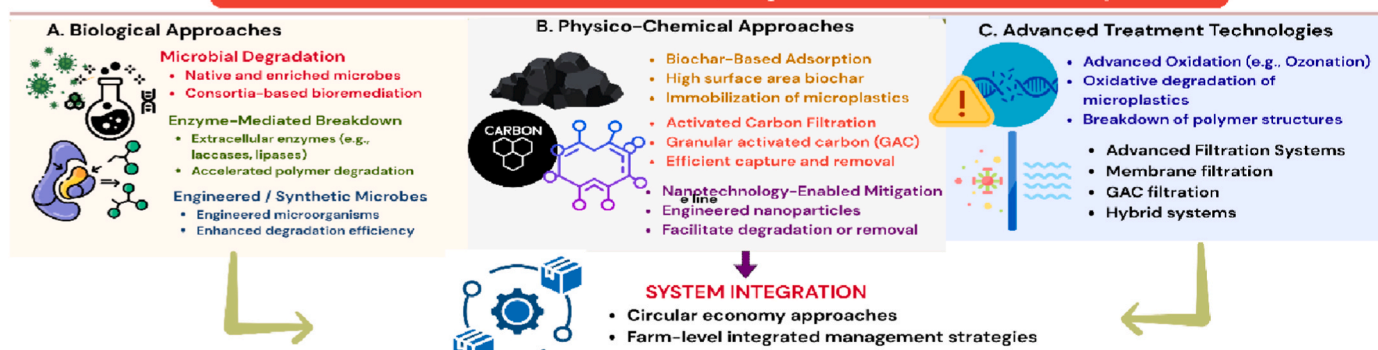 A. Biological Approaches
Microbial Degradation
• Native and enriched microbes
• Consortia-based bioremediation
Enzyme-Mediated Breakdown
• Extracellular enzymes (e.g.,
laccases, lipases)
• Accelerated polymer degradation
Engineered / Synthetic Microbes
• Engineered microorganisms
• Enhanced degradation efficiency
B. Physico-Chemical Approaches
• Biochar-Based Adsorption
• High surface area biochar
• Immobilization of microplastics
CARBON
• Activated Carbon Filtration
• Granular activated carbon (GAC)
• Efficient capture and removal
• Nanotechnology-Enabled Mitigation
e line
• Engineered nanoparticles
• Facilitate degradation or removal
C. Advanced Treatment Technologies
• Advanced Oxidation (e.g., Ozonation)
• Oxidative degradation of
microplastics
• Breakdown of polymer structures
• Advanced Filtration Systems
• Membrane filtration
• GAC filtration
• Hybrid systems
SYSTEM INTEGRATION
• Circular economy approaches
• Farm-level integrated management strategies